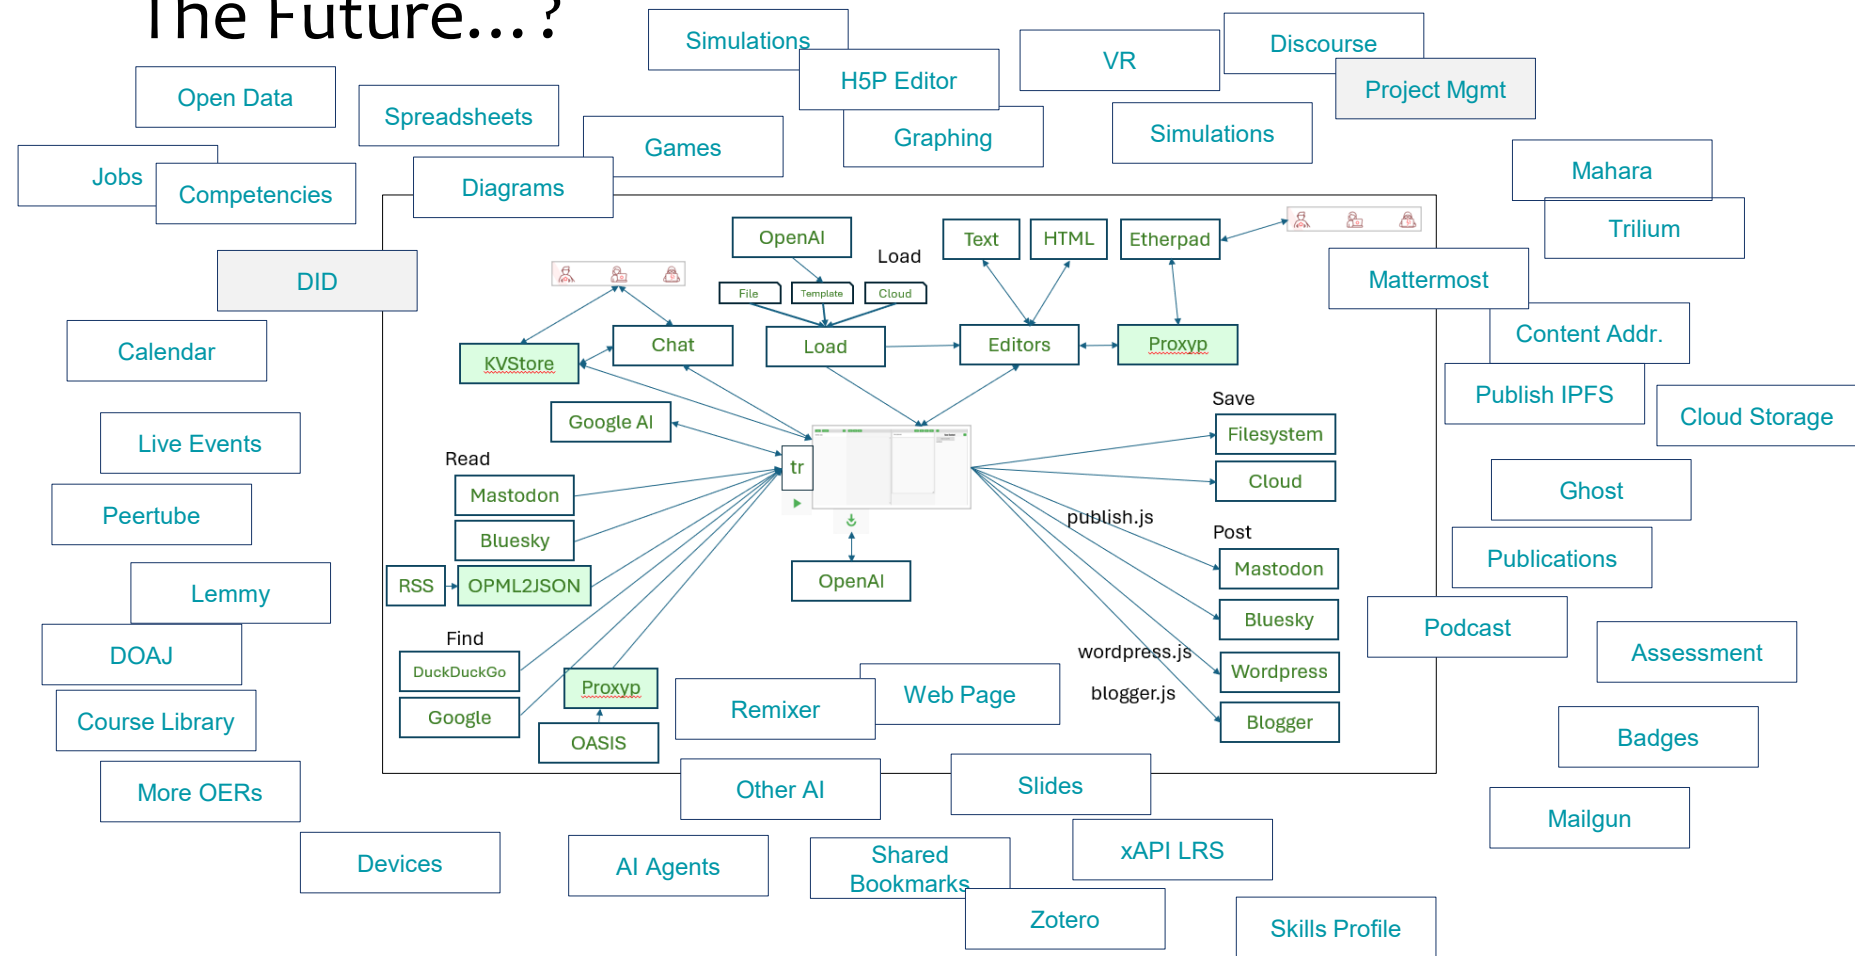 The Future...?
Simulations
H5P Editor
VR
Discourse
Project Mgmt
Open Data
Spreadsheets
Games
Graphing
Simulations
Jobs
Competencies
Diagrams
Mahara
Trilium
DID
OpenAI
Load
Text
HTML
Etherpad
Mattermost
File
Template
Cloud
Calendar
KVStore
Chat
Load
Editors
Proxyp
Content Addr.
Publish IPFS
Cloud Storage
Google AI
Save
Filesystem
Cloud
Live Events
Read
Mastodon
Bluesky
tr
Ghost
Peertube
publish.js
Post
Mastodon
Publications
RSS
OPML2JSON
OpenAI
Bluesky
Lemmy
Find
DuckDuckGo
Google
Proxyp
OASIS
Podcast
DOAJ
wordpress.js
Wordpress
blogger.js
Blogger
Assessment
Course Library
Remixer
Web Page
Badges
More OERs
Other AI
Slides
Mailgun
Devices
AI Agents
Shared
Bookmarks
xAPI LRS
Zotero
Skills Profile